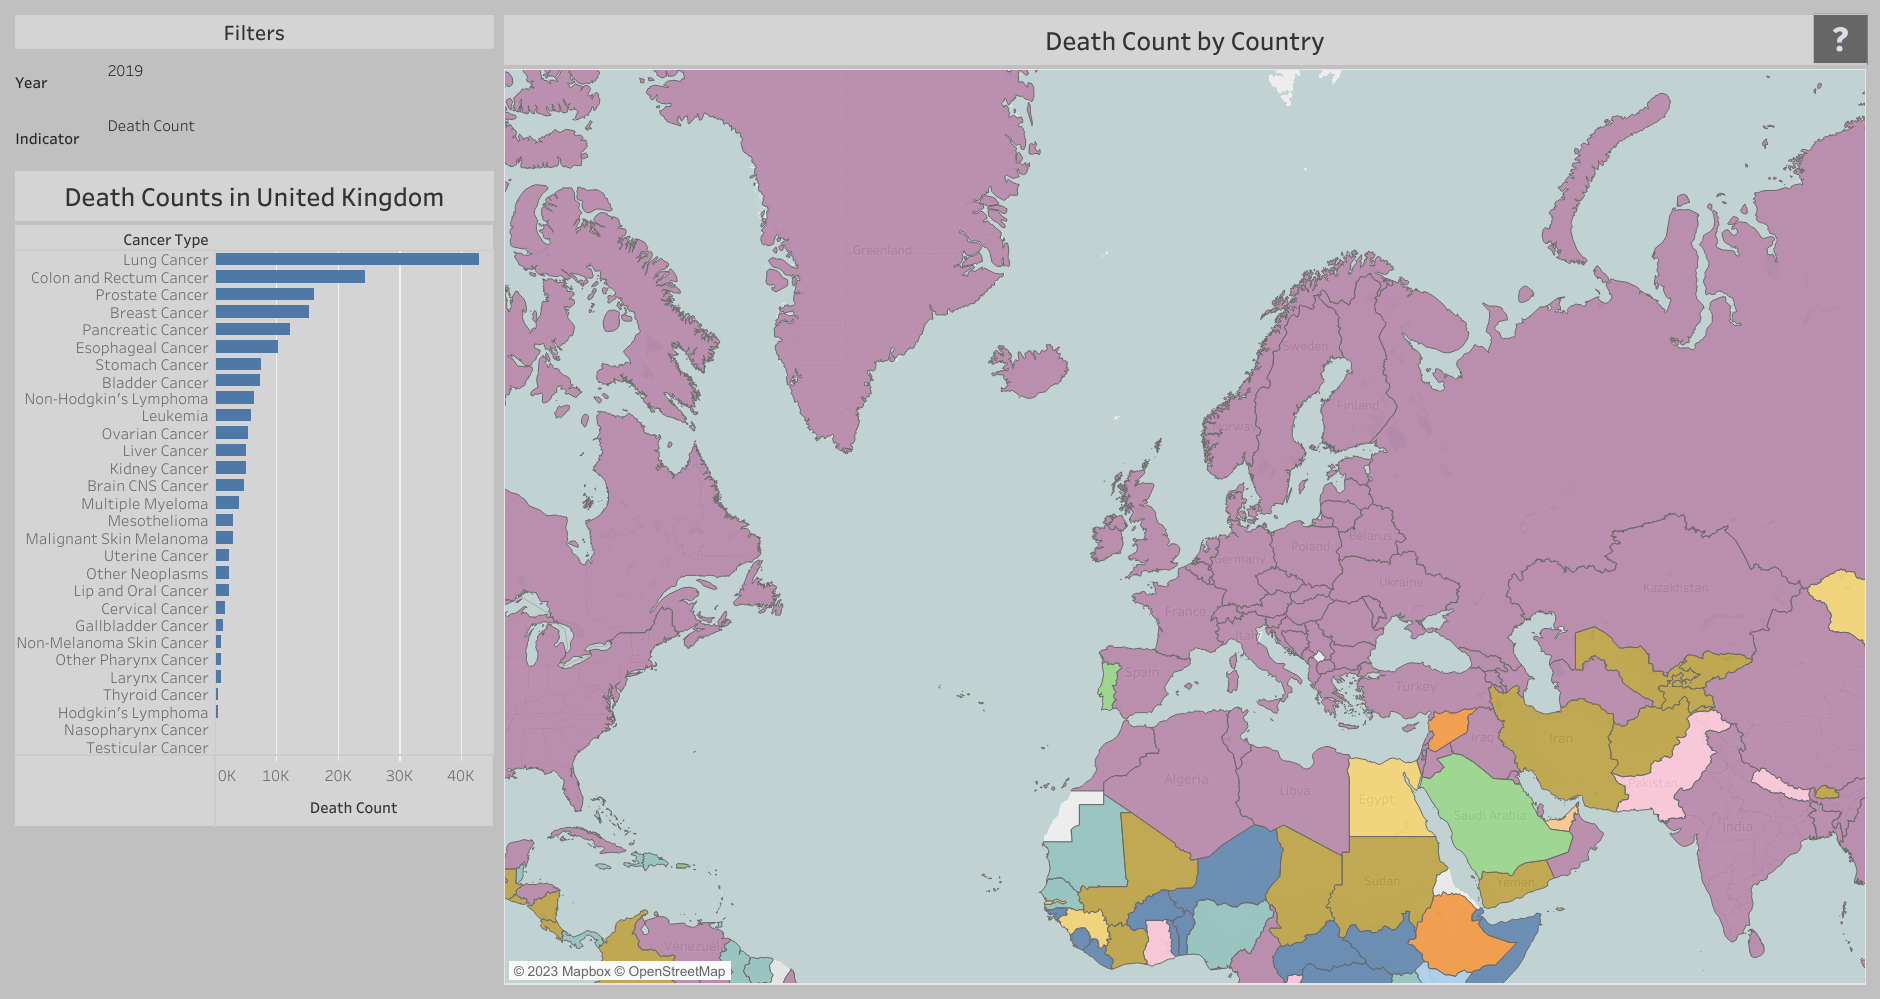 Filters
Year
2019
Indicator
Death Count
Death Counts in United Kingdom
Cancer Type
Lung Cancer
Colon and Rectum Cancer
Prostate Cancer
Breast Cancer
Pancreatic Cancer
Esophageal Cancer
Stomach Cancer
Bladder Cancer
Non-Hodgkin's Lymphoma
Leukemia
Ovarian Cancer
Liver Cancer
Kidney Cancer
Brain CNS Cancer
Multiple Myeloma
Mesothelioma
Malignant Skin Melanoma
Uterine Cancer
Other Neoplasms
Lip and Oral Cancer
Cervical Cancer
Gallbladder Cancer
Non-Melanoma Skin Cancer
Other Pharynx Cancer
Larynx Cancer
Thyroid Cancer
Hodgkin's Lymphoma
Nasopharynx Cancer
Testicular Cancer
0K 10K 20K 30K 40K
Death Count
Death Count by Country
?
Greenland
Sweden
Finland
Norway
Belarus
Poland
Germany
Ukraine
Kazakhstan
France
Italy
Spain
Turkey
Iraq
Iran
Algeria
Libya
Egypt
Pakistan
Saudi Arabia
India
Sudan
Yemen
Venezuel
© 2023 Mapbox © OpenStreetMap